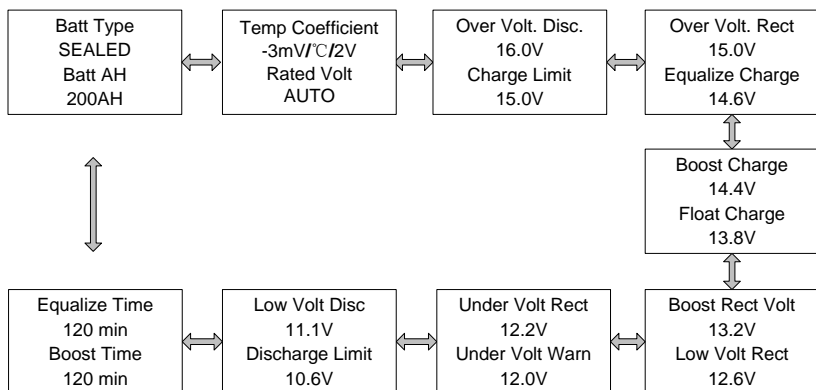 Batt Type
SEALED
Batt AH
200AH
Temp Coefficient
-3mV/℃/2V
Rated Volt
AUTO
Over Volt. Disc.
16.0V
Charge Limit
15.0V
Over Volt. Rect
15.0V
Equalize Charge
14.6V
Boost Charge
14.4V
Float Charge
13.8V
Equalize Time
120 min
Boost Time
120 min
Low Volt Disc
11.1V
Discharge Limit
10.6V
Under Volt Rect
12.2V
Under Volt Warn
12.0V
Boost Rect Volt
13.2V
Low Volt Rect
12.6V